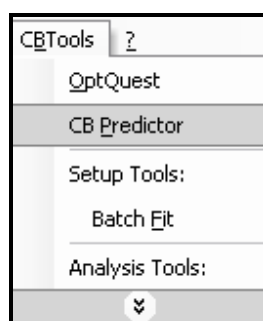 CBTools ?
OptQuest
CB Predictor
Setup Tools:
Batch Fit
Analysis Tools: